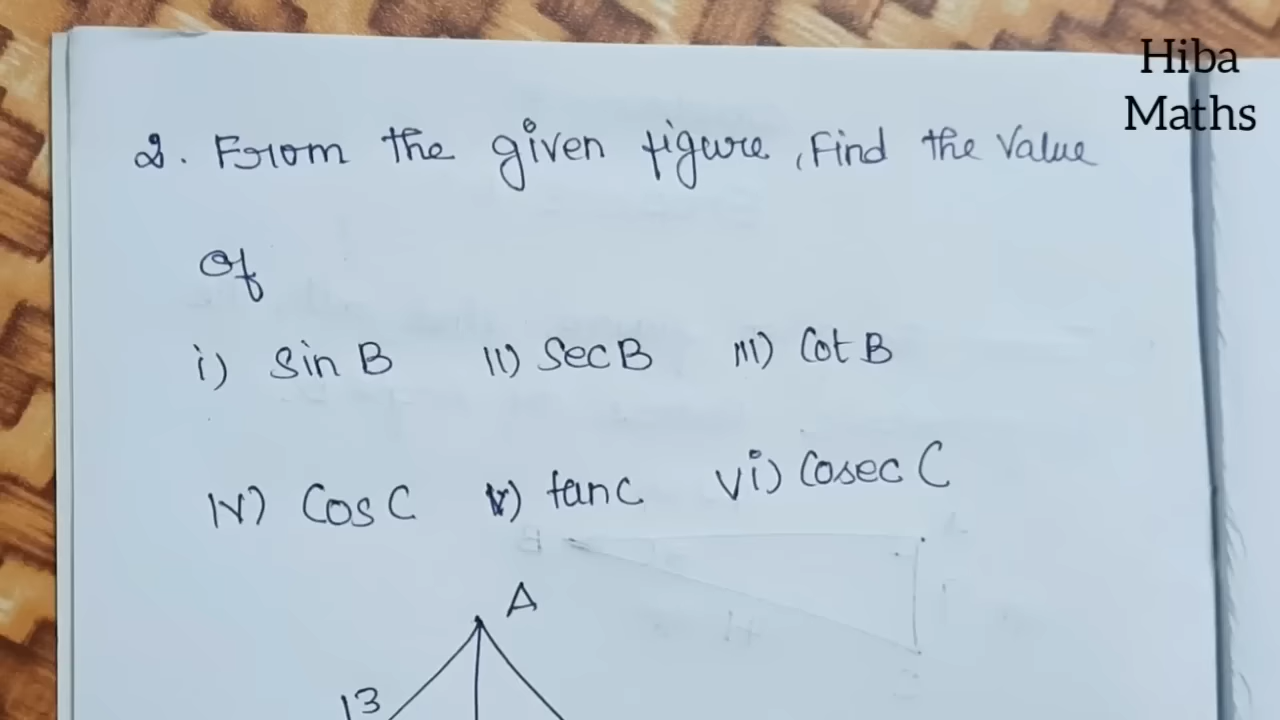 Hiba
Maths
2. From the given figure, Find the Value
Of
i) Sin B II) Sec B III) Cot B
IV) Cos C V) tan C Vi) Cosec C
A
13